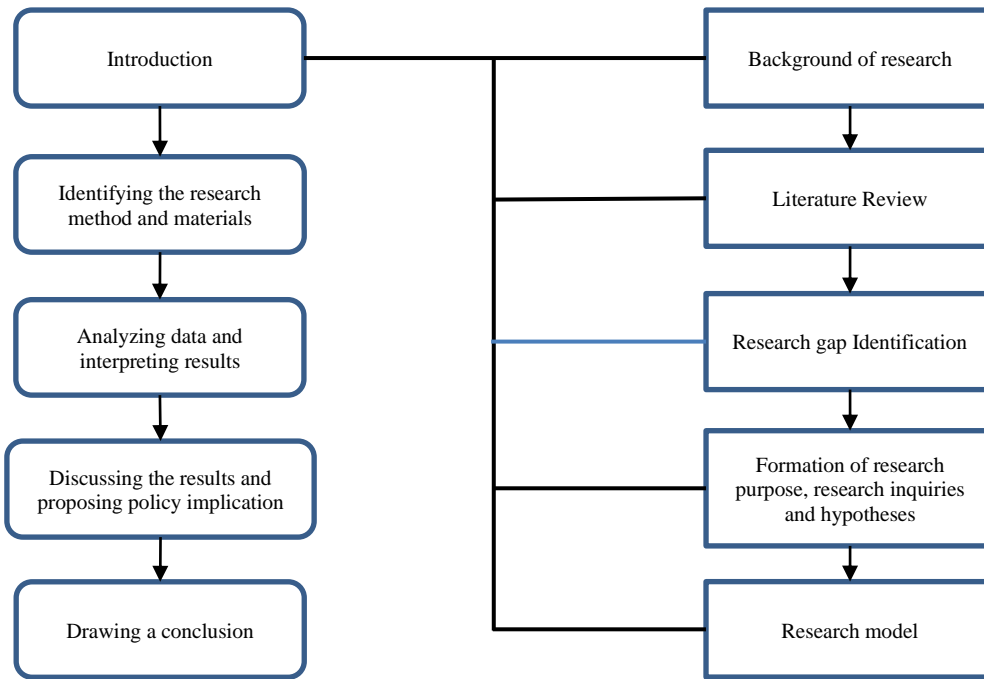 Introduction
Identifying the research
method and materials
Analyzing data and
interpreting results
Discussing the results and
proposing policy implication
Drawing a conclusion
Background of research
Literature Review
Research gap Identification
Formation of research
purpose, research inquiries
and hypotheses
Research model